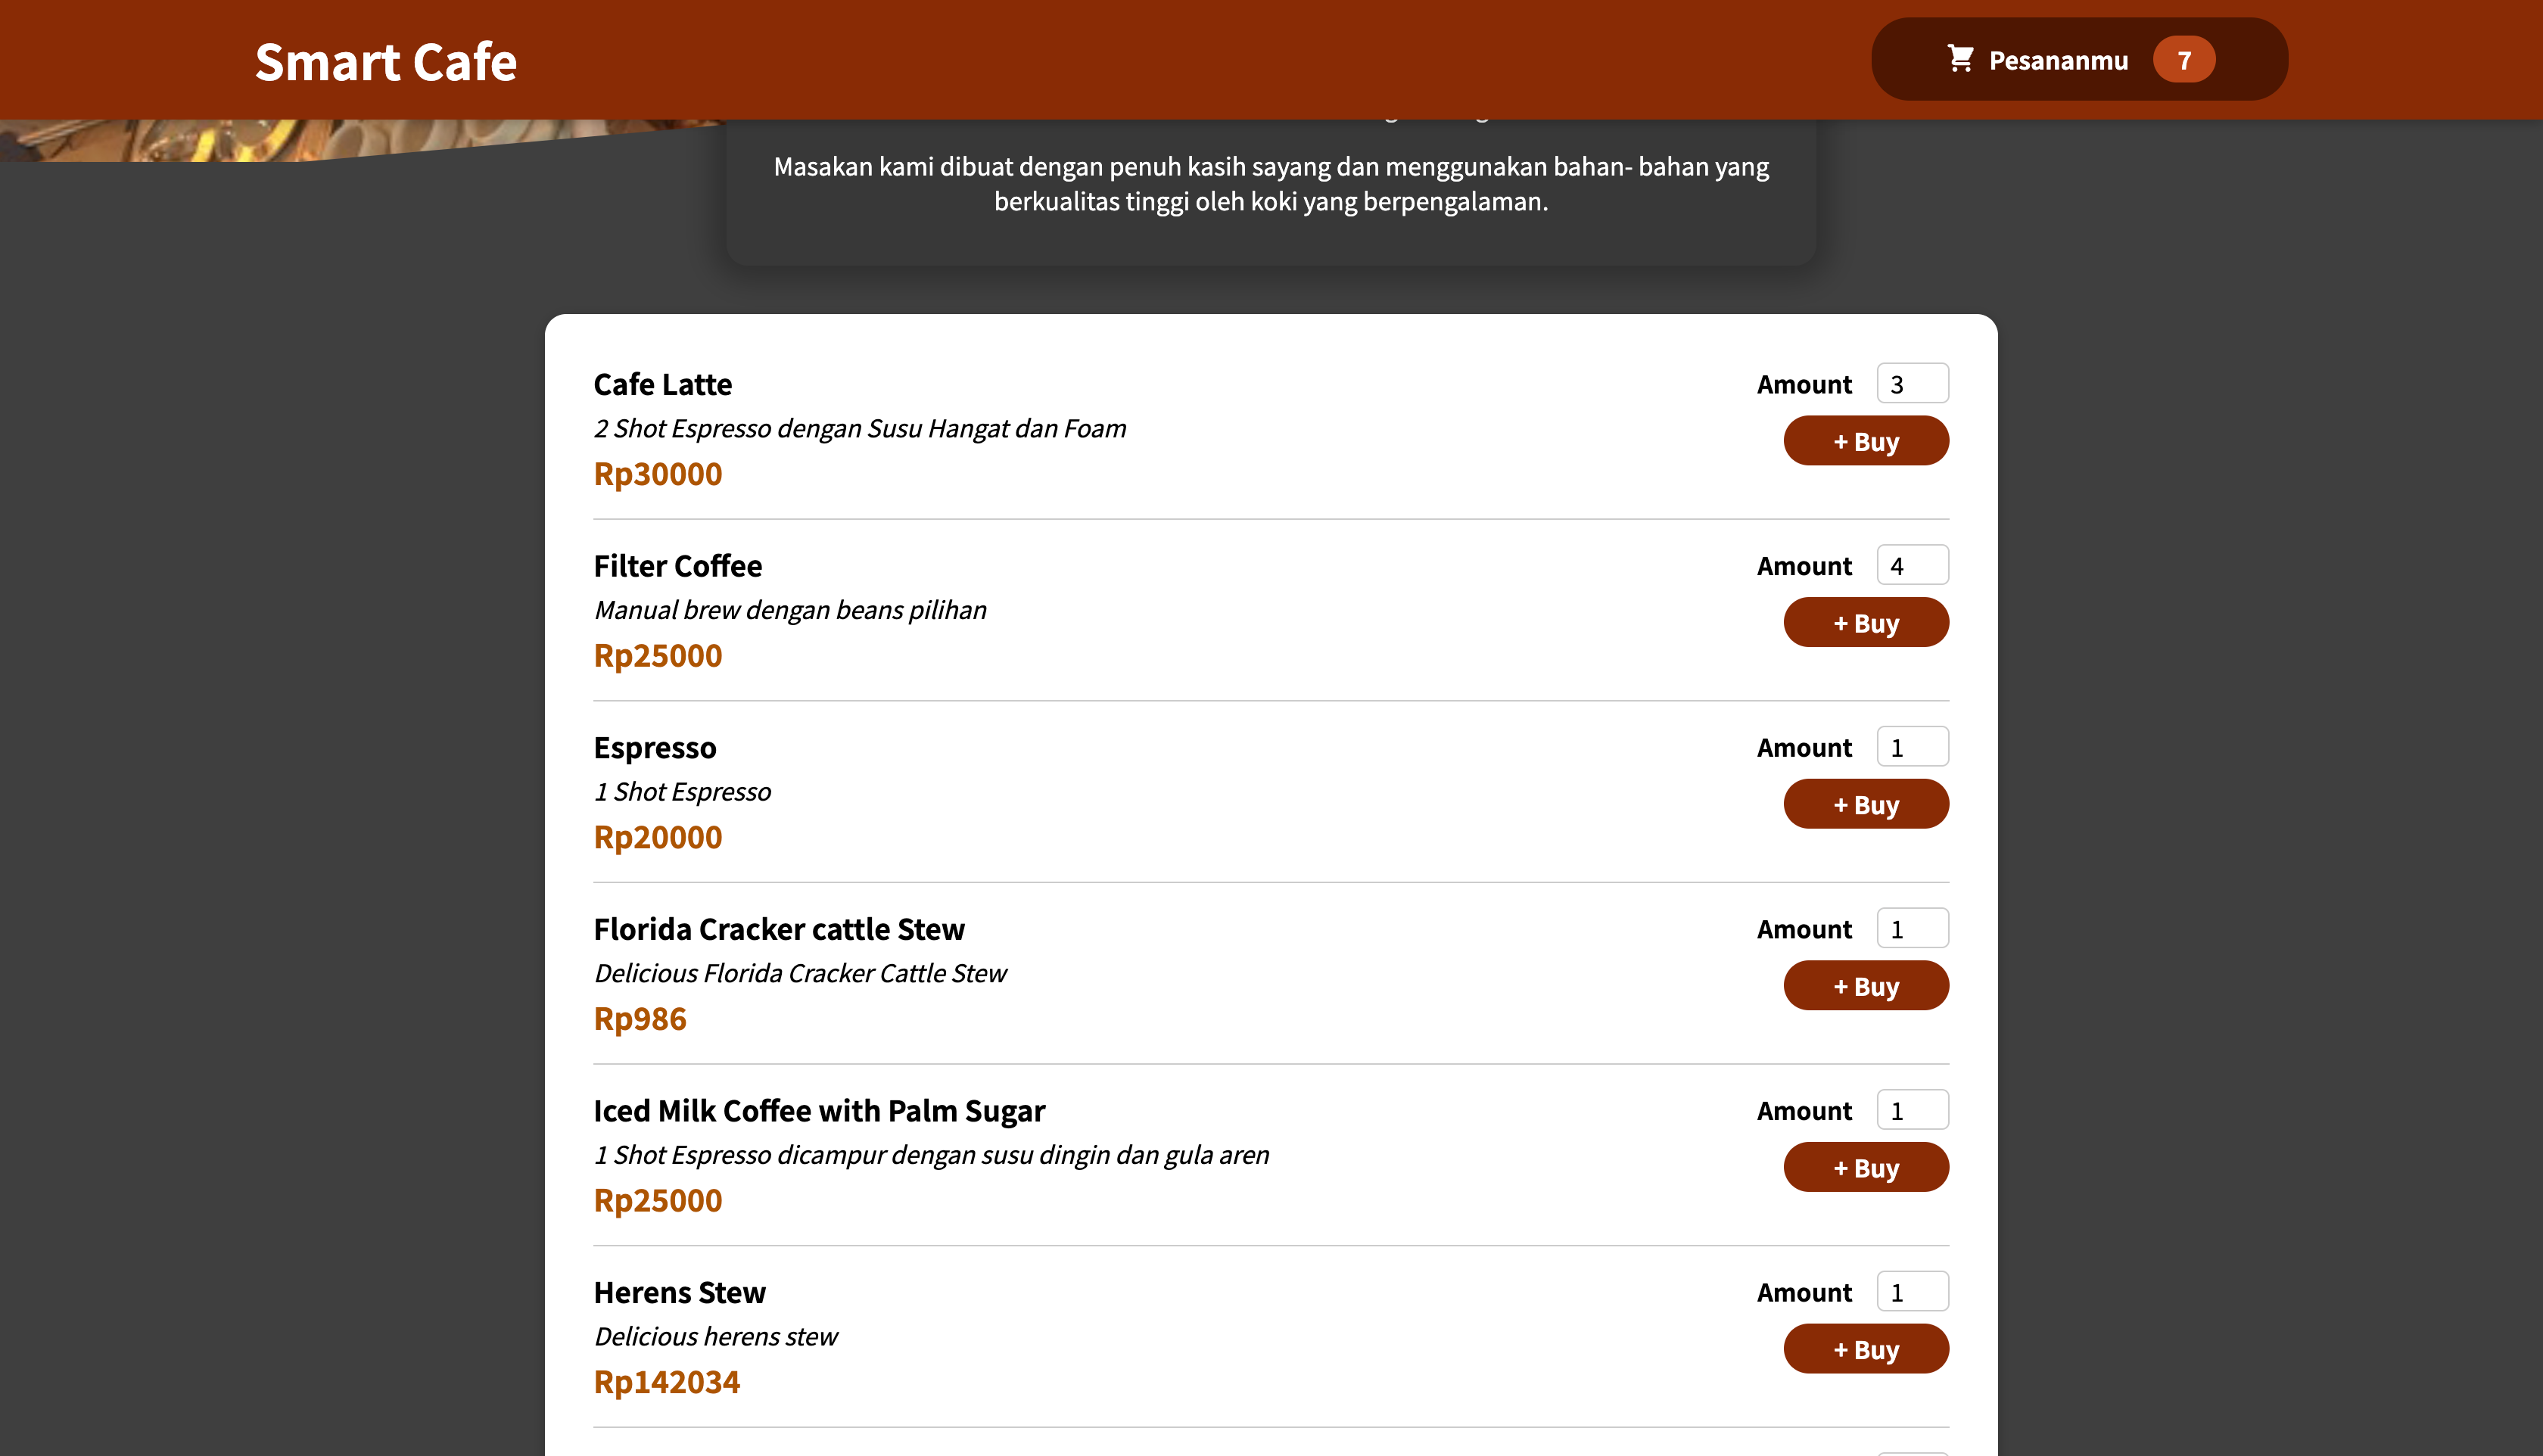 Smart Cafe
Pesananmu 7
Masakan kami dibuat dengan penuh kasih sayang dan menggunakan bahan- bahan yang
berkualitas tinggi oleh koki yang berpengalaman.
Cafe Latte
Amount 3
2 Shot Espresso dengan Susu Hangat dan Foam
+ Buy
Rp30000
Filter Coffee
Amount 4
Manual brew dengan beans pilihan
+ Buy
Rp25000
Espresso
Amount 1
1 Shot Espresso
+ Buy
Rp20000
Florida Cracker cattle Stew
Amount 1
Delicious Florida Cracker Cattle Stew
+ Buy
Rp986
Iced Milk Coffee with Palm Sugar
Amount 1
1 Shot Espresso dicampur dengan susu dingin dan gula aren
+ Buy
Rp25000
Herens Stew
Amount 1
Delicious herens stew
+ Buy
Rp142034